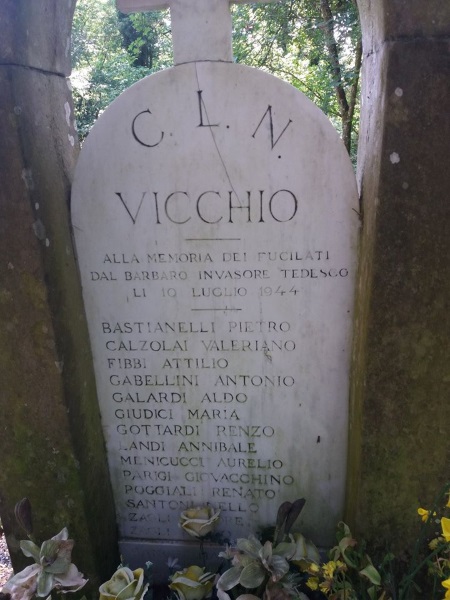 C. L. N.
VICCHIO
ALLA MEMORIA DEI FUCILATI
DAL BARBARO INVASORE TEDESCO
LI 10 LUGLIO 1944
BASTIANELLI PIETRO
CALZOLAI VALERIANO
FIBBI ATTILIO
GABELLINI ANTONIO
GALARDI ALDO
GIUDICI MARIA
GOTTARDI RENZO
LANDI ANNIBALE
MENICUCCI AURELIO
PARIGI GIOVACCHINO
POGGIALI RENATO
SANTONI